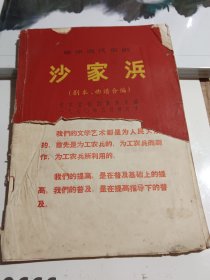 革命现代京剧
沙家浜
（剧本、曲谱合编）
我们的文学艺术都是为人民大众
的，首先是为工农兵的，为工农兵而创
作，为工农兵所利用的。
我们的提高，是在普及基础上的提
高；我们的普及，是在提高指导下的普
及。